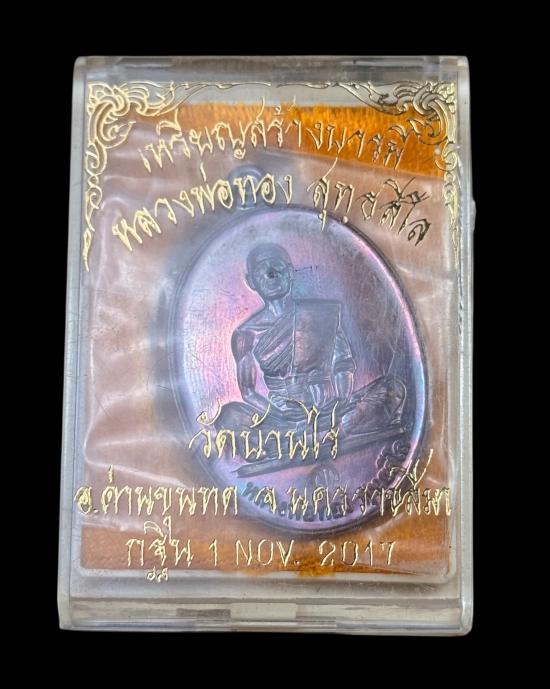 เหรียญสร้างบารมี
หลวงพ่อทอง สุทฺธสีโล
วัดบ้านไร่
อ.ด่านขุนทด จ.นครราชสีมา
กฐิน 1 NOV. 2017